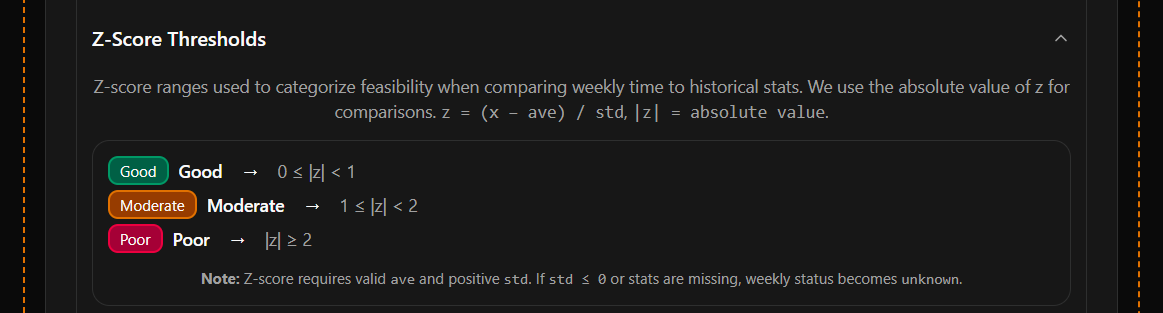 Z-Score Thresholds
Z-score ranges used to categorize feasibility when comparing weekly time to historical stats. We use the absolute value of z for
comparisons. z = (x − ave) / std, |z| = absolute value.
Good Good → 0 ≤ |z| < 1
Moderate Moderate → 1 ≤ |z| < 2
Poor Poor → |z| ≥ 2
Note: Z-score requires valid ave and positive std. If std ≤ 0 or stats are missing, weekly status becomes unknown.